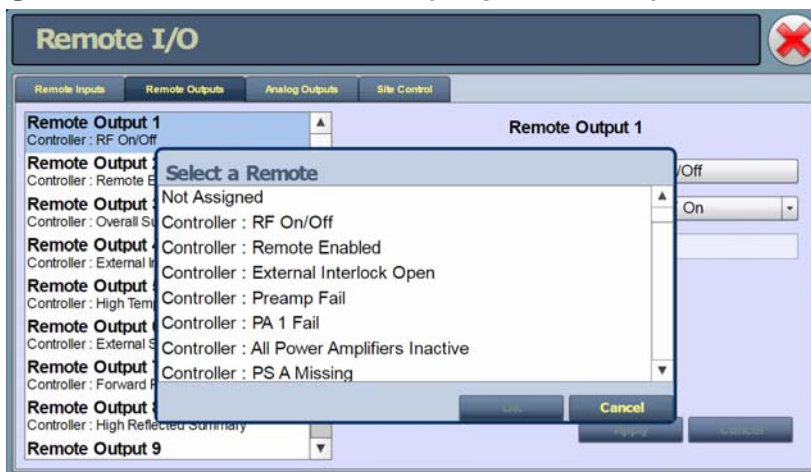 Remote I/O
Remote Inputs Remote Outputs Analog Outputs Site Control
Remote Output 1
Controller : RF On/Off
Remote Output
Controller : Remote
Remote Output
Controller : Overall
Remote Output
Controller : External
Remote Output
Controller : High
Remote Output
Controller : External
Remote Output
Controller : Forward
Remote Output
Controller : High Reflected Summary
Remote Output 9
Remote Output 1
/Off
On
Select a Remote
Not Assigned
Controller : RF On/Off
Controller : Remote Enabled
Controller : External Interlock Open
Controller : Preamp Fail
Controller : PA 1 Fail
Controller : All Power Amplifiers Inactive
Controller : PS A Missing
OK Cancel
Apply Cancel